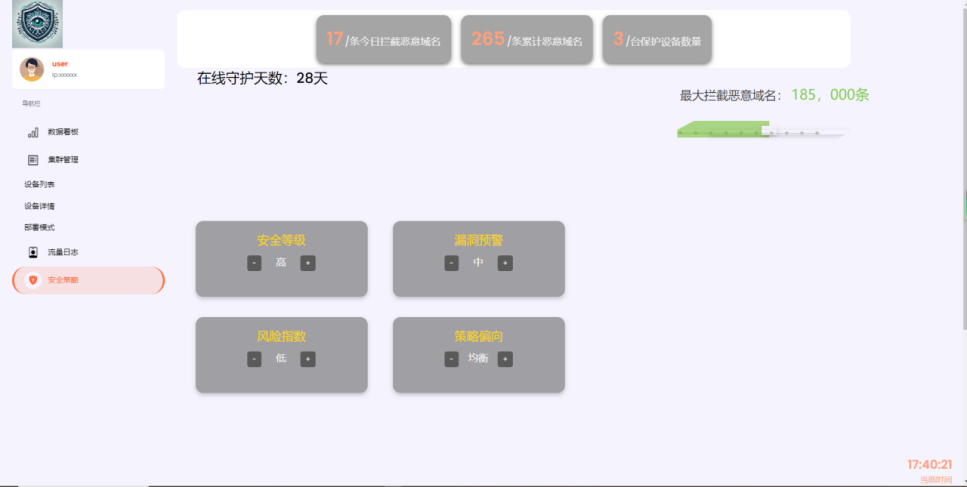 17/条今日拦截恶意域名
265/条累计恶意域名
3/台保护设备数量
user
ip:xxxxxx
导航栏
数据看板
集群管理
设备列表
设备详情
部署模式
流量日志
安全策略
在线守护天数：28天
最大拦截恶意域名： 185，000条
安全等级
- 高 +
漏洞预警
- 中 +
风险指数
- 低 +
策略偏向
- 均衡 +
17:40:21
当前时间